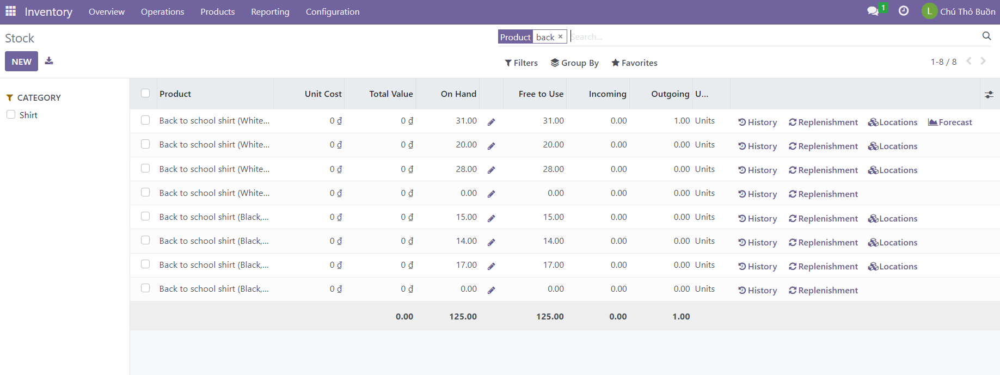 Inventory Overview Operations Products Reporting Configuration 1 L Chú Thỏ Buồn
Stock
Product back × Search...
NEW
Filters Group By Favorites 1-8 / 8
CATEGORY
Shirt
Product Unit Cost Total Value On Hand Free to Use Incoming Outgoing U...
Back to school shirt (White... 0 ₫ 0 ₫ 31.00 31.00 0.00 1.00 Units History Replenishment Locations Forecast
Back to school shirt (White... 0 ₫ 0 ₫ 20.00 20.00 0.00 0.00 Units History Replenishment Locations
Back to school shirt (White... 0 ₫ 0 ₫ 28.00 28.00 0.00 0.00 Units History Replenishment Locations
Back to school shirt (White... 0 ₫ 0 ₫ 0.00 0.00 0.00 0.00 Units History Replenishment
Back to school shirt (Black,... 0 ₫ 0 ₫ 15.00 15.00 0.00 0.00 Units History Replenishment Locations
Back to school shirt (Black,... 0 ₫ 0 ₫ 14.00 14.00 0.00 0.00 Units History Replenishment Locations
Back to school shirt (Black,... 0 ₫ 0 ₫ 17.00 17.00 0.00 0.00 Units History Replenishment Locations
Back to school shirt (Black,... 0 ₫ 0 ₫ 0.00 0.00 0.00 0.00 Units History Replenishment
0.00 125.00 125.00 0.00 1.00